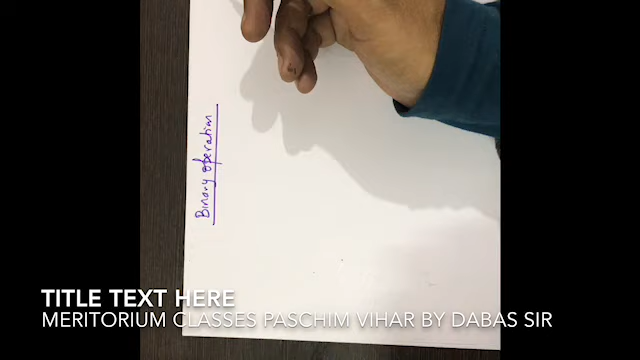 Binary operation
TITLE TEXT HERE
MERITORIUM CLASSES PASCHIM VIHAR BY DABAS SIR